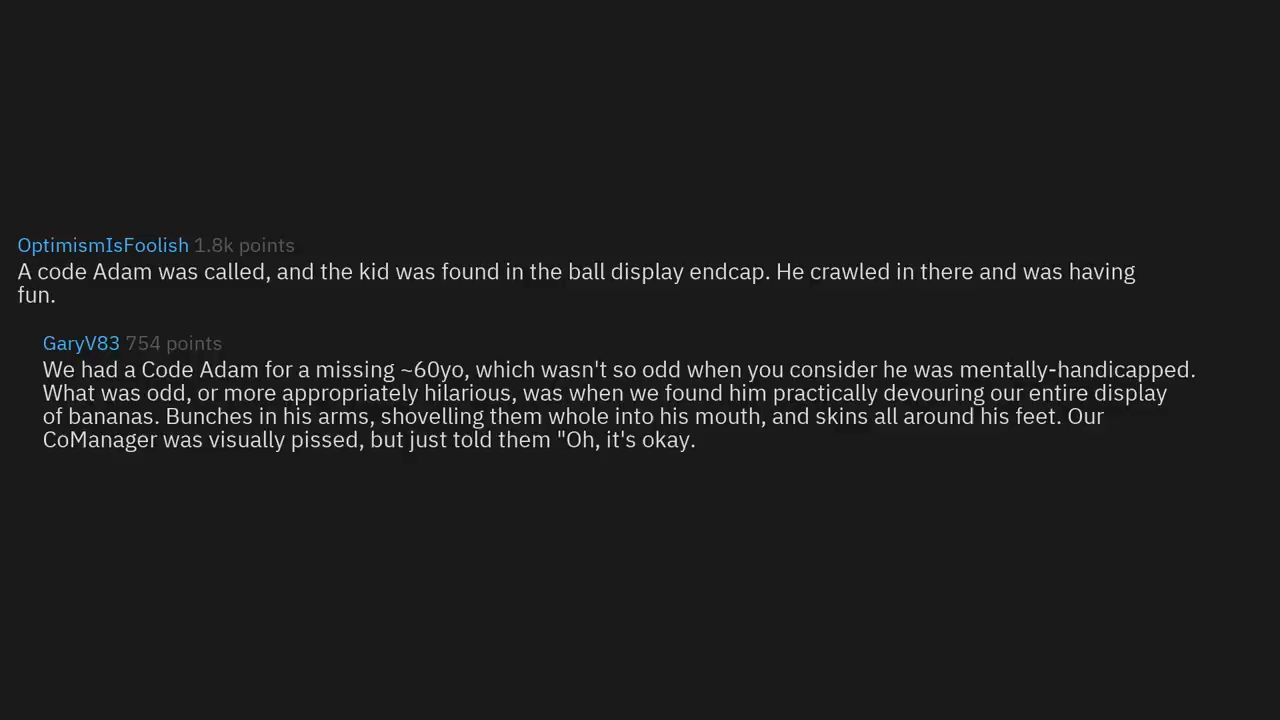 OptimismIsFoolish 1.8k points
A code Adam was called, and the kid was found in the ball display endcap. He crawled in there and was having
fun.
GaryV83 754 points
We had a Code Adam for a missing ~60yo, which wasn't so odd when you consider he was mentally-handicapped.
What was odd, or more appropriately hilarious, was when we found him practically devouring our entire display
of bananas. Bunches in his arms, shovelling them whole into his mouth, and skins all around his feet. Our
CoManager was visually pissed, but just told them "Oh, it's okay.